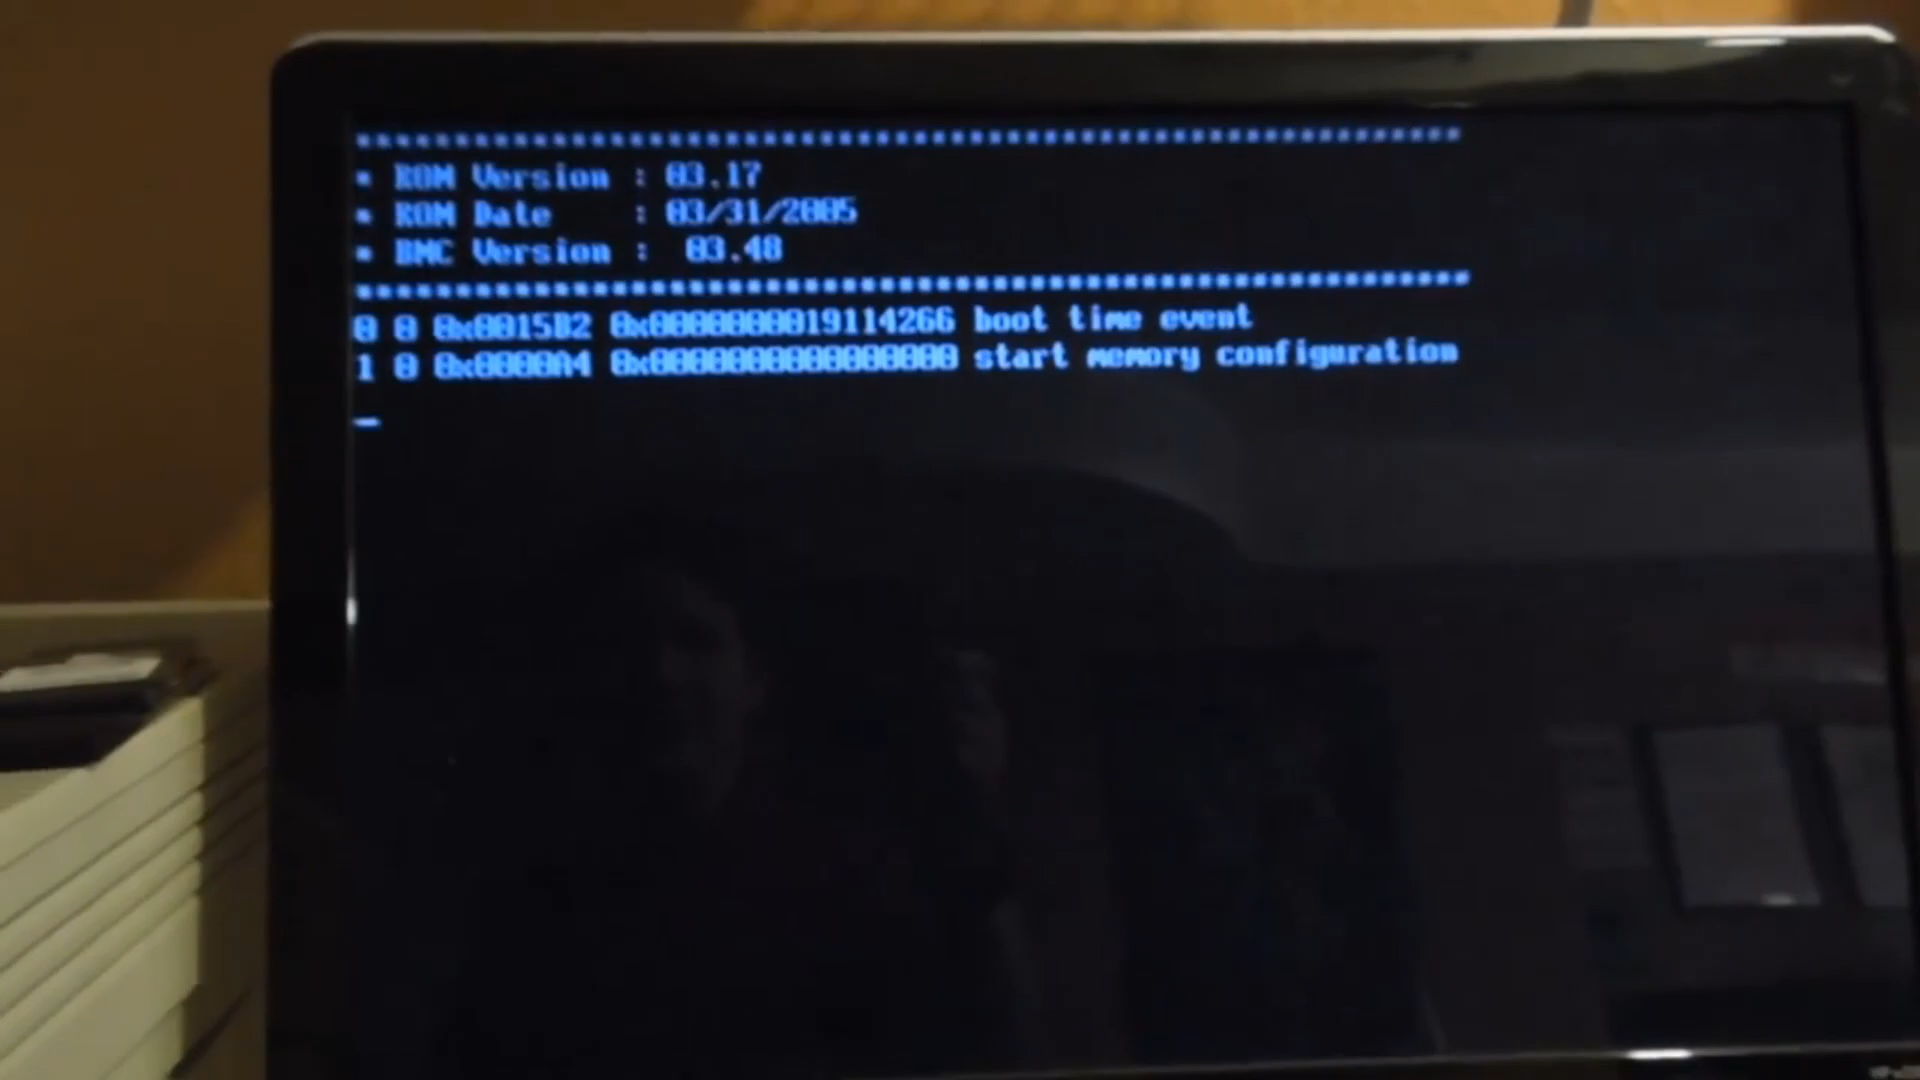 *********************************************************
* ROM Version : 03.17
* ROM Date    : 03/31/2005
* BMC Version :  03.48
*********************************************************
0 0 0x0015B2 0x0000000019114266 boot time event
1 0 0x0000A4 0x0000000000000000 start memory configuration
_